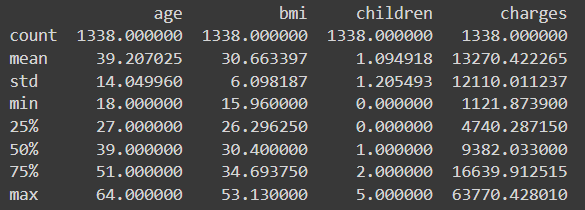 age bmi children charges
count 1338.000000 1338.000000 1338.000000 1338.000000
mean 39.207025 30.663397 1.094918 13270.422265
std 14.049960 6.098187 1.205493 12110.011237
min 18.000000 15.960000 0.000000 1121.873900
25% 27.000000 26.296250 0.000000 4740.287150
50% 39.000000 30.400000 1.000000 9382.033000
75% 51.000000 34.693750 2.000000 16639.912515
max 64.000000 53.130000 5.000000 63770.428010